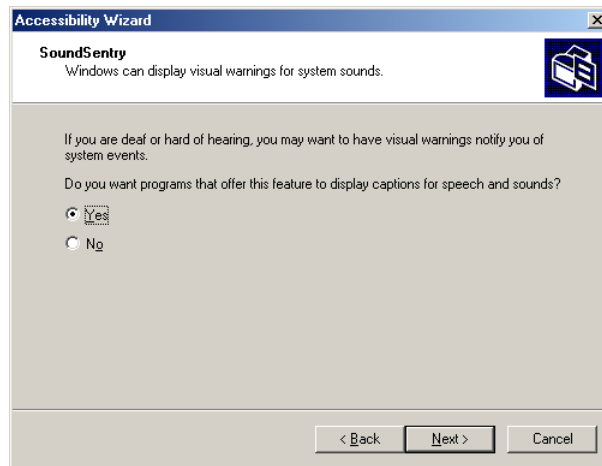 Accessibility Wizard
SoundSentry
Windows can display visual warnings for system sounds.
If you are deaf or hard of hearing, you may want to have visual warnings notify you of
system events.
Do you want programs that offer this feature to display captions for speech and sounds?
Yes
No
< Back Next > Cancel